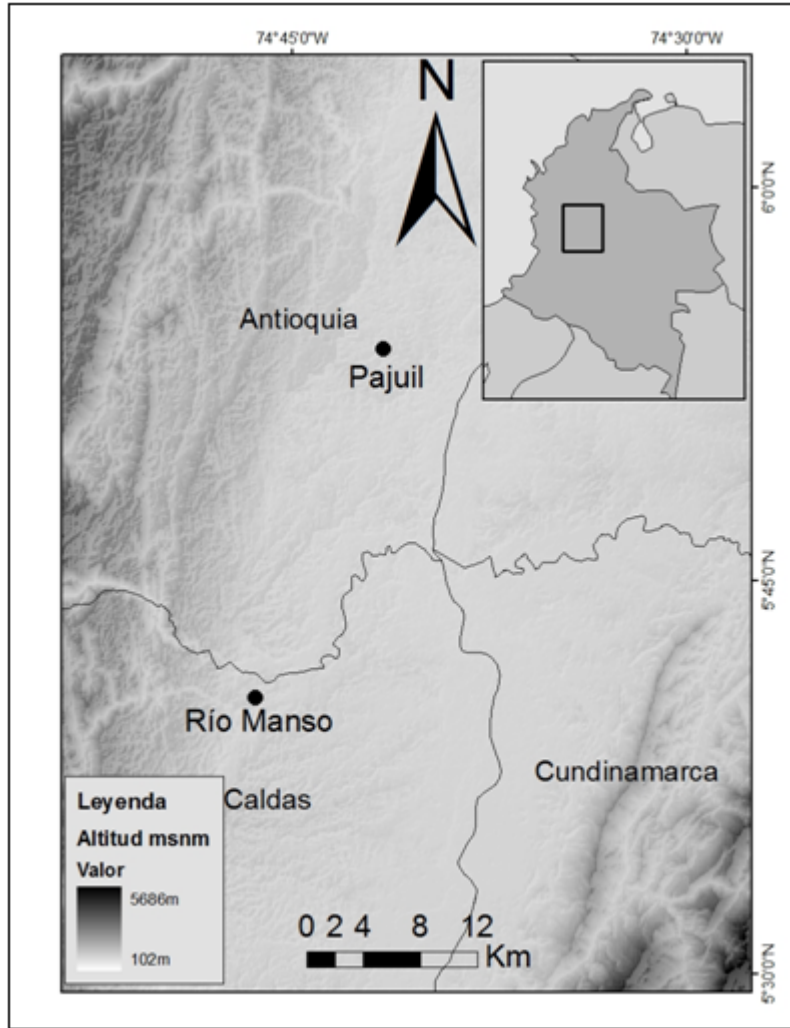 74°45'0"W 74°30'0"W
N
6°0'0"N
Antioquia
Pajuil
5°45'0"N
Río Manso
Cundinamarca
Caldas
Leyenda
Altitud msnm
Valor
5686m
102m
0 2 4 8 12
Km
5°30'0"N